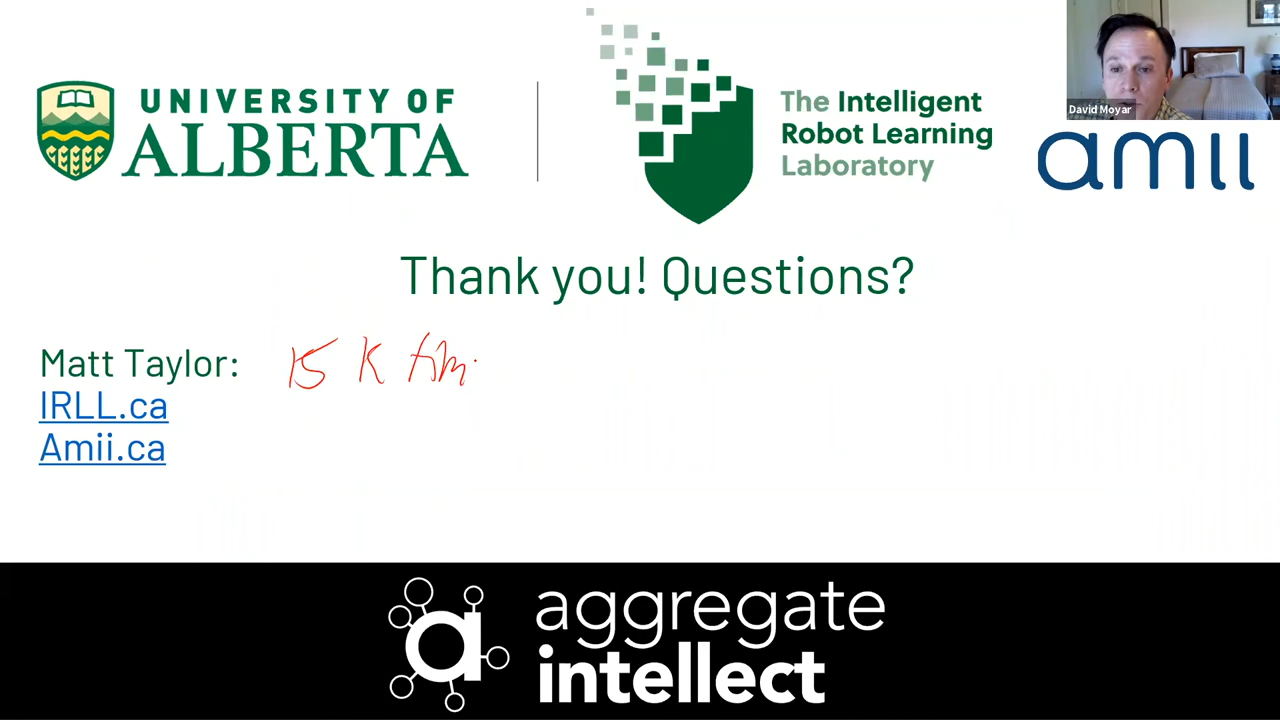 UNIVERSITY OF
ALBERTA
The Intelligent
Robot Learning
Laboratory
David Moyar
amii
Thank you! Questions?
Matt Taylor: 15 K
IRLL.ca
Amii.ca
aggregate
intellect